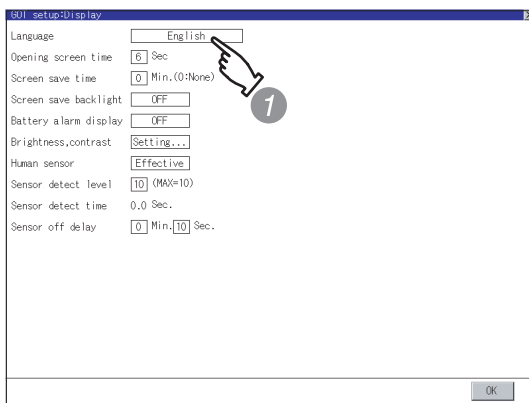 GOT setup:Display
Language English
Opening screen time 6 Sec
Screen save time 0 Min.(0:None)
Screen save backlight OFF
Battery alarm display OFF
Brightness,contrast Setting...
Human sensor Effective
Sensor detect level 10 (MAX=10)
Sensor detect time 0.0 Sec.
Sensor off delay 0 Min. 10 Sec.
1
OK